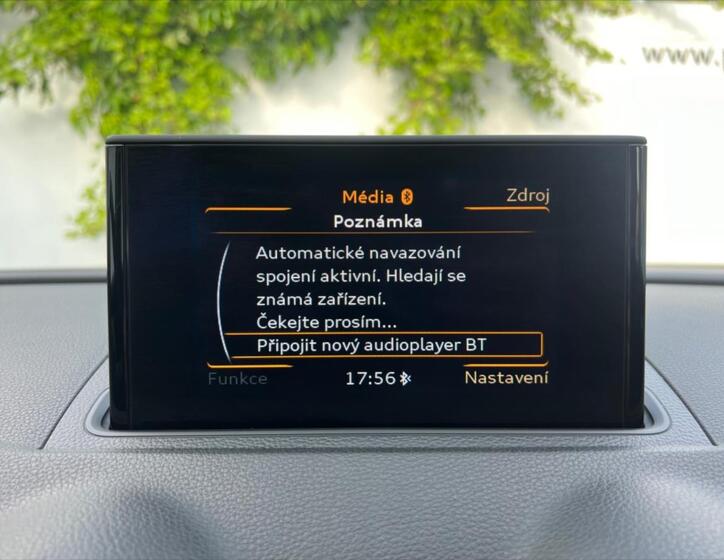 www.
Média
Zdroj
Poznámka
Automatické navazování
spojení aktivní. Hledají se
známá zařízení.
Čekejte prosím...
Připojit nový audioplayer BT
Funkce
17:56
Nastavení